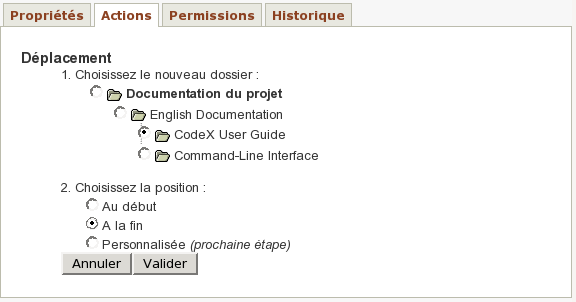 Propriétés Actions Permissions Historique
Déplacement
1. Choisissez le nouveau dossier :
Documentation du projet
English Documentation
CodeX User Guide
Command-Line Interface
2. Choisissez la position :
Au début
A la fin
Personnalisée (prochaine étape)
Annuler Valider